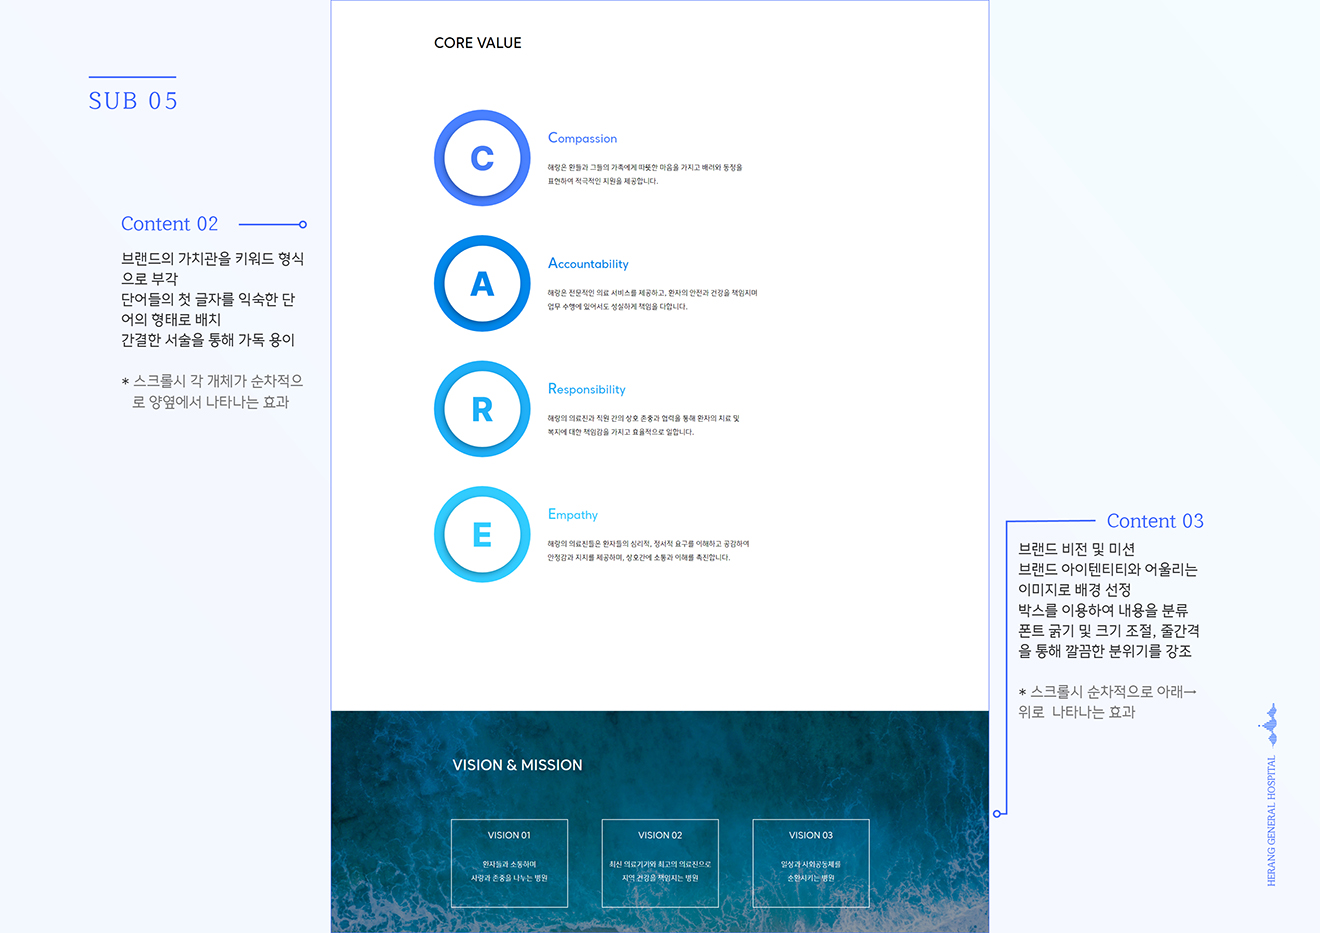 SUB 05
Content 02
브랜드의 가치관을 키워드 형식
으로 부각
단어들의 첫 글자를 익숙한 단
어의 형태로 배치
간결한 서술을 통해 가독 용이
* 스크롤시 각 개체가 순차적으
로 양옆에서 나타나는 효과
CORE VALUE
C
Compassion
해랑은 환들과 그들의 가족에게 따뜻한 마음을 가지고 배려와 동정을
표현하여 적극적인 지원을 제공합니다.
A
Accountability
해랑은 전문적인 의료 서비스를 제공하고, 환자의 안전과 건강을 책임지며
업무 수행에 있어서도 성실하게 책임을 다합니다.
R
Responsibility
해랑의 의료진과 직원 간의 상호 존중과 협력을 통해 환자의 치료 및
복지에 대한 책임감을 가지고 효율적으로 일합니다.
E
Empathy
해랑의 의료진들은 환자들의 심리적, 정서적 요구를 이해하고 공감하여
안정감과 지지를 제공하며, 상호간에 소통과 이해를 촉진합니다.
VISION & MISSION
VISION 01
환자들과 소통하며
사랑과 존중을 나누는 병원
VISION 02
최신 의료기기와 최고의 의료진으로
지역 건강을 책임지는 병원
VISION 03
일상과 사회공동체를
순환시키는 병원
Content 03
브랜드 비전 및 미션
브랜드 아이텐티티와 어울리는
이미지로 배경 선정
박스를 이용하여 내용을 분류
폰트 굵기 및 크기 조절, 줄간격
을 통해 깔끔한 분위기를 강조
* 스크롤시 순차적으로 아래→
위로 나타나는 효과
HERANG GENERAL HOSPITAL